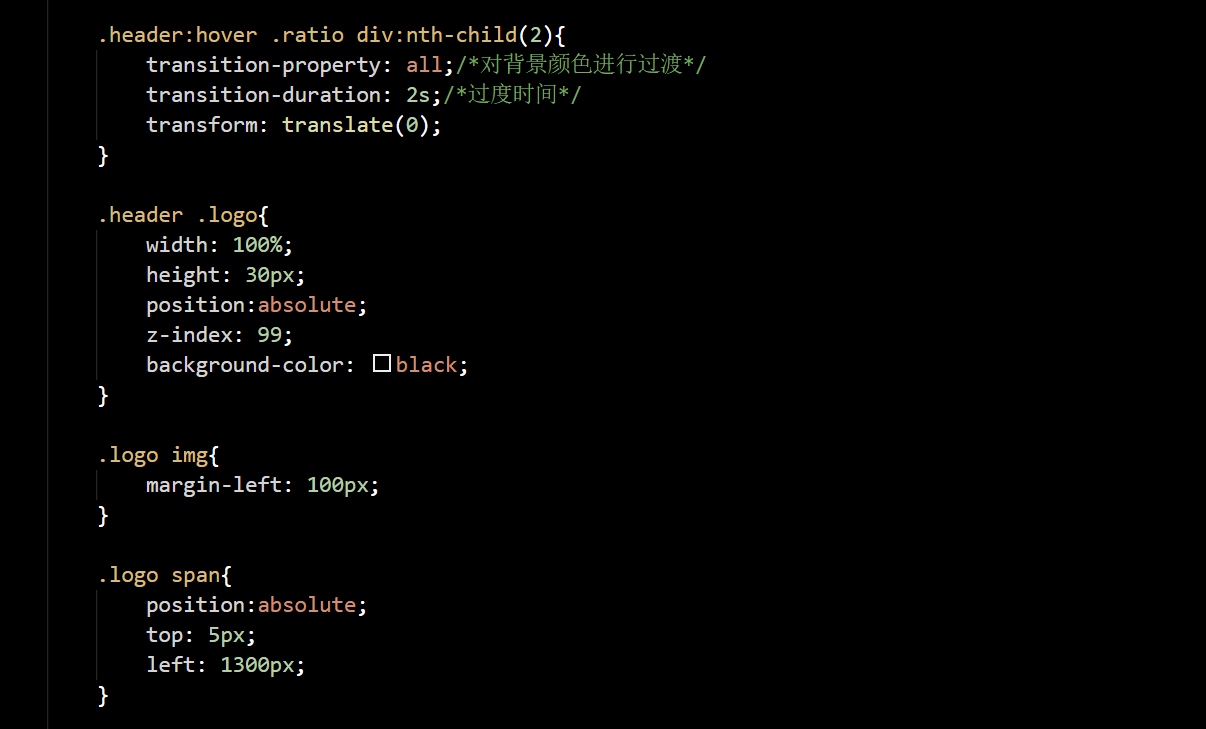 .header:hover .ratio div:nth-child(2){
    transition-property: all;/*对背景颜色进行过渡*/
    transition-duration: 2s;/*过度时间*/
    transform: translate(0);
}

.header .logo{
    width: 100%;
    height: 30px;
    position:absolute;
    z-index: 99;
    background-color: black;
}

.logo img{
    margin-left: 100px;
}

.logo span{
    position:absolute;
    top: 5px;
    left: 1300px;
}